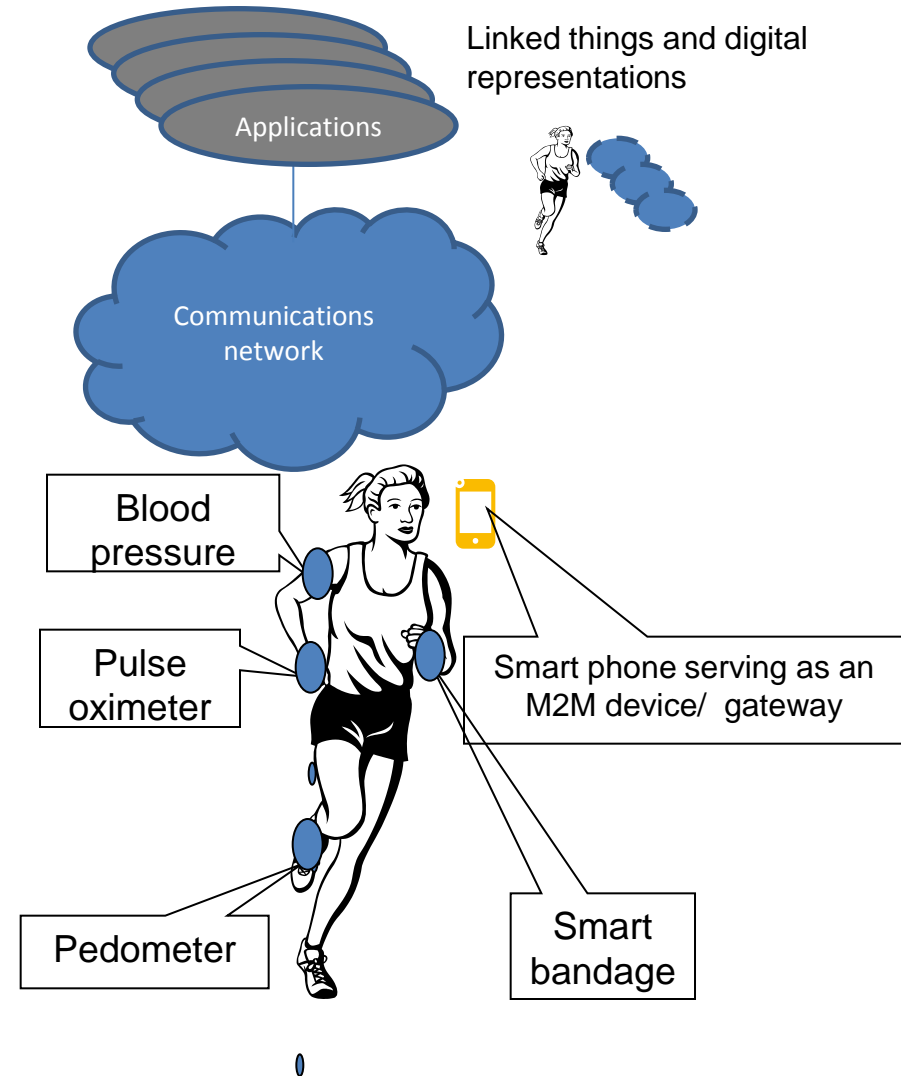 Linked things and digital
representations
Applications
Communications
network
Blood
pressure
Pulse
oximeter
Smart phone serving as an
M2M device/ gateway
Pedometer
Smart
bandage